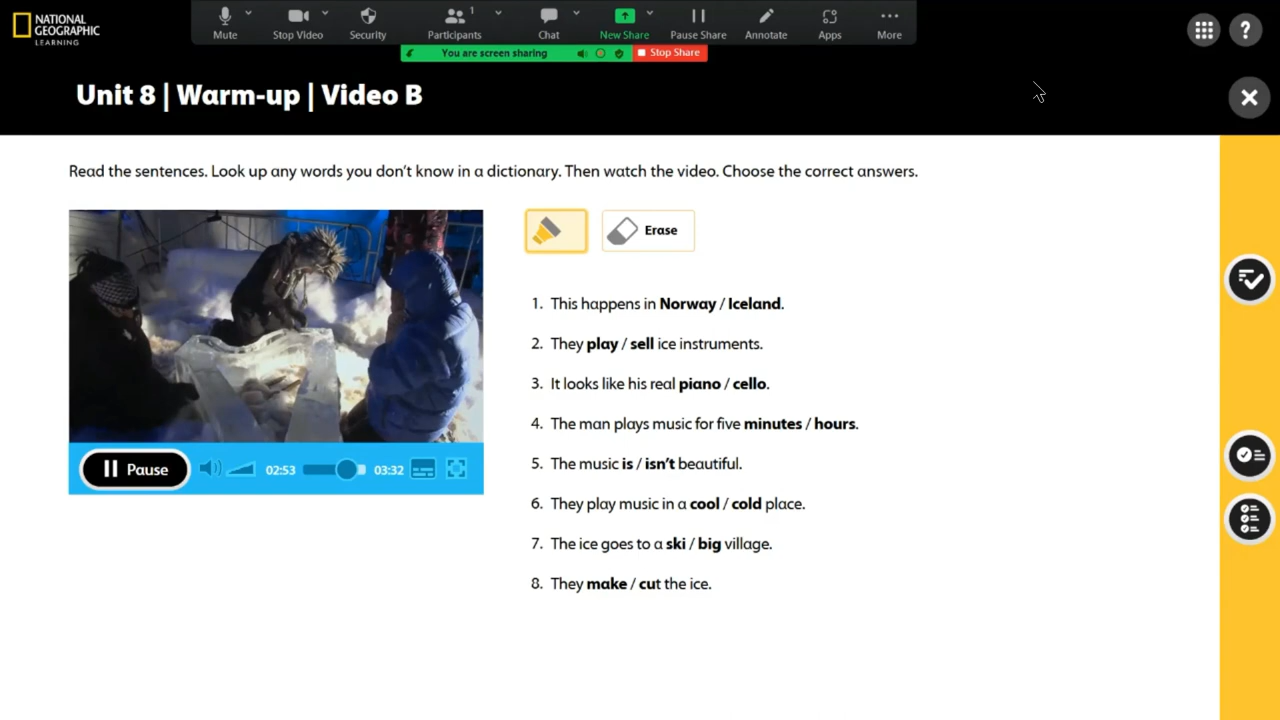 NATIONAL
GEOGRAPHIC
LEARNING
1
Mute
Stop Video
Security
Participants
Chat
New Share
Pause Share
Annotate
Apps
More
You are screen sharing
Stop Share
?
Unit 8 | Warm-up | Video B
Read the sentences. Look up any words you don't know in a dictionary. Then watch the video. Choose the correct answers.
Erase
1. This happens in Norway / Iceland.
2. They play / sell ice instruments.
3. It looks like his real piano / cello.
4. The man plays music for five minutes / hours.
5. The music is / isn't beautiful.
6. They play music in a cool / cold place.
7. The ice goes to a ski / big village.
8. They make / cut the ice.
Pause
02:53
03:32